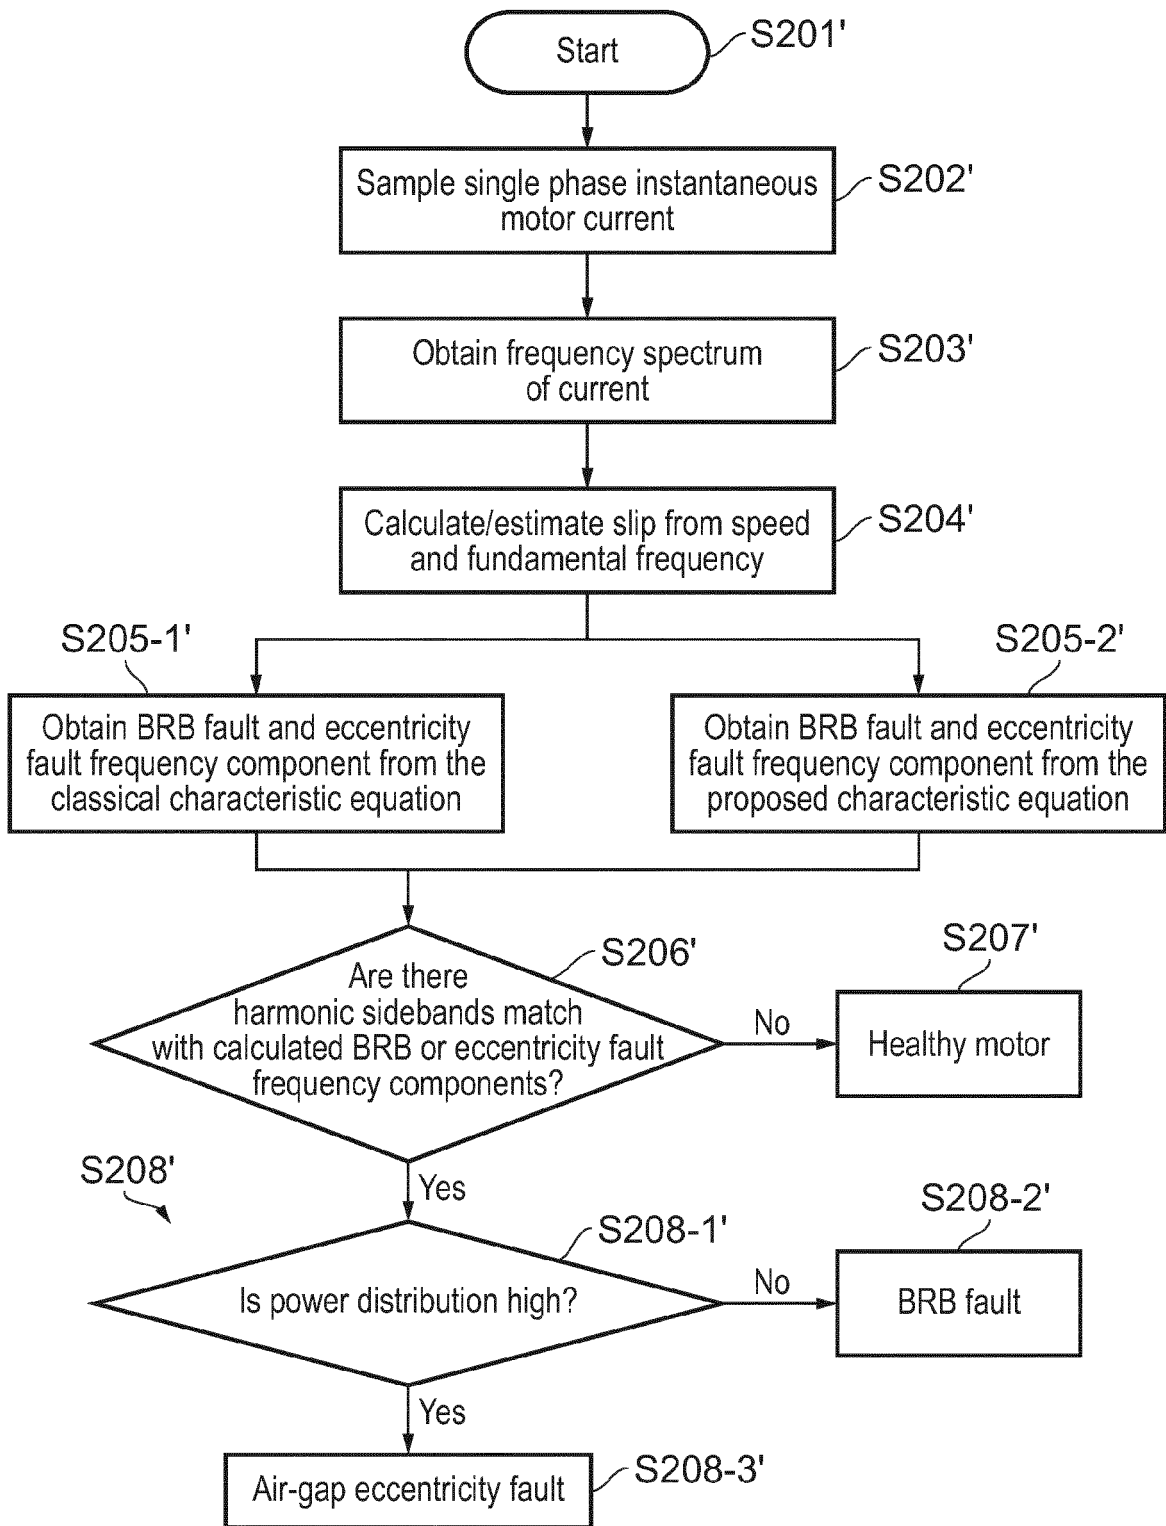 Start
S201'
Sample single phase instantaneous
motor current
S202'
Obtain frequency spectrum
of current
S203'
Calculate/estimate slip from speed
and fundamental frequency
S204'
S205-1'
Obtain BRB fault and eccentricity
fault frequency component from the
classical characteristic equation
S205-2'
Obtain BRB fault and eccentricity
fault frequency component from the
proposed characteristic equation
S206'
Are there
harmonic sidebands match
with calculated BRB or eccentricity fault
frequency components?
No
S207'
Healthy motor
Yes
S208'
S208-1'
Is power distribution high?
No
S208-2'
BRB fault
Yes
Air-gap eccentricity fault
S208-3'